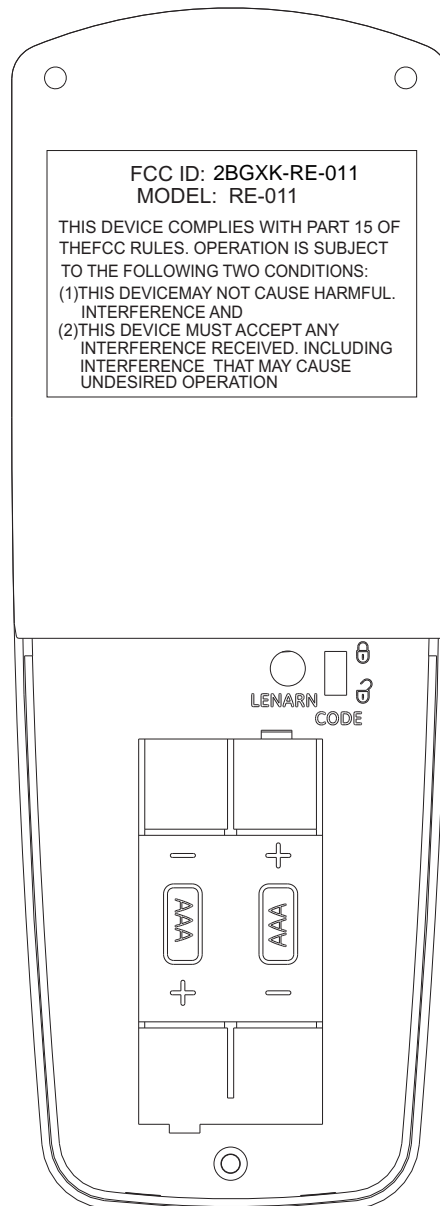 FCC ID: 2BGXK-RE-011
MODEL: RE-011
THIS DEVICE COMPLIES WITH PART 15 OF
THEFCC RULES. OPERATION IS SUBJECT
TO THE FOLLOWING TWO CONDITIONS:
(1)THIS DEVICEMAY NOT CAUSE HARMFUL.
INTERFERENCE AND
(2)THIS DEVICE MUST ACCEPT ANY
INTERFERENCE RECEIVED. INCLUDING
INTERFERENCE THAT MAY CAUSE
UNDESIRED OPERATION
LENARN
CODE
− +
AAA AAA
+ −